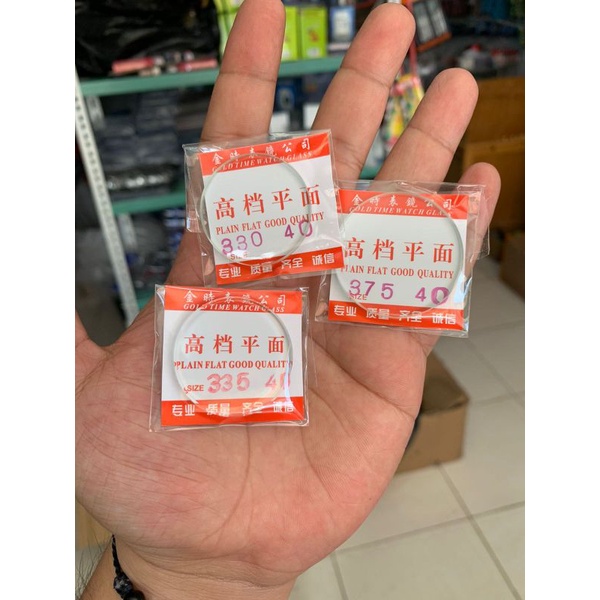 金時表鏡公司
GOLD TIME WATCH GLASS
高档平面
PLAIN FLAT GOOD QUALITY
SIZE 330 40
专业 质量 齐全 诚信
金時表鏡公司
GOLD TIME WATCH GLASS
高档平面
PLAIN FLAT GOOD QUALITY
SIZE 375 40
专业 质量 齐全 诚信
金時表鏡公司
GOLD TIME WATCH GLASS
高档平面
PLAIN FLAT GOOD QUALITY
SIZE 335 40
专业 质量 齐全 诚信